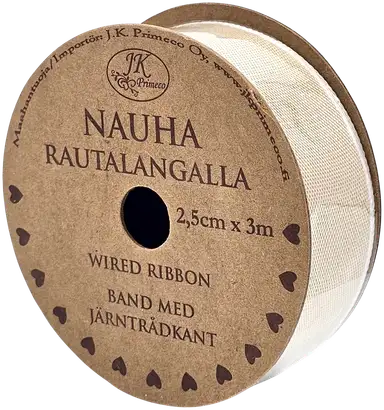 Maahantuoja/Importör: J.K. Primeco Oy, www.jkprimeco.fi
JK
Primeco
NAUHA
RAUTALANGALLA
2,5cm x 3m
WIRED RIBBON
BAND MED
JÄRNTRÅDKANT